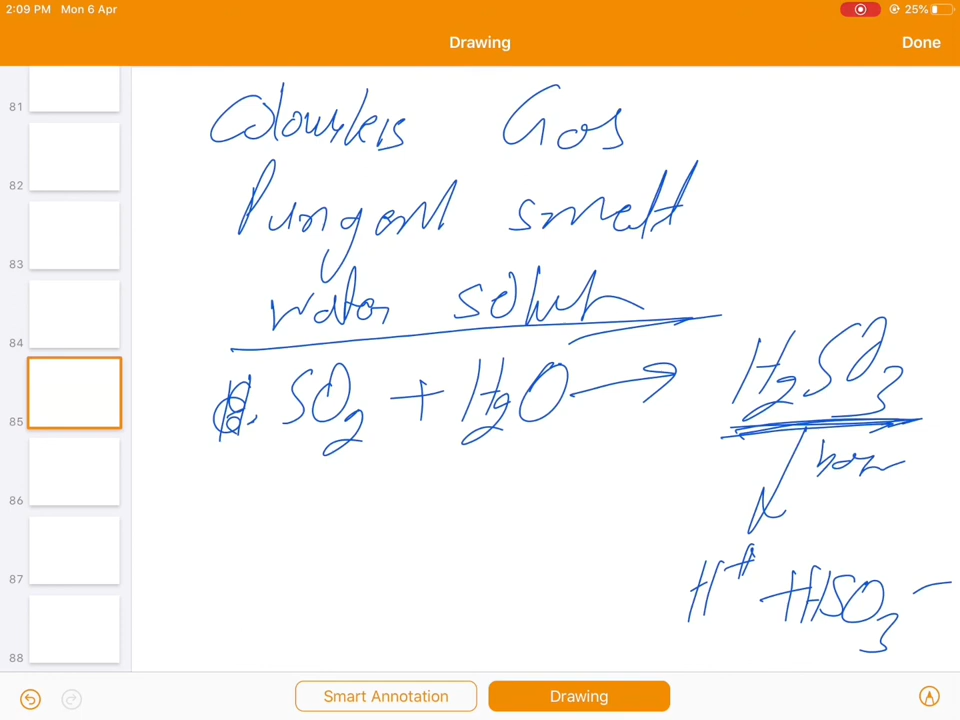 2:09 PM Mon 6 Apr
25%
Drawing
Done
81
82
83
84
85
86
87
88
Colourless Gas
Pungent smell
water
SO2 + H2O → H2SO3
H+ + HSO3-
Smart Annotation
Drawing